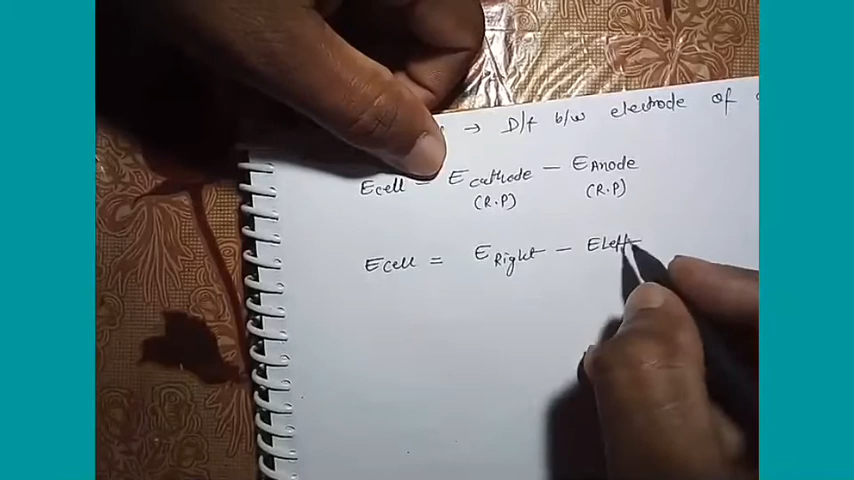 → D/f b/w electrode of
Ecell = Ecathode − EAnode
(R.P) (R.P)
Ecell = ERight − ELeft